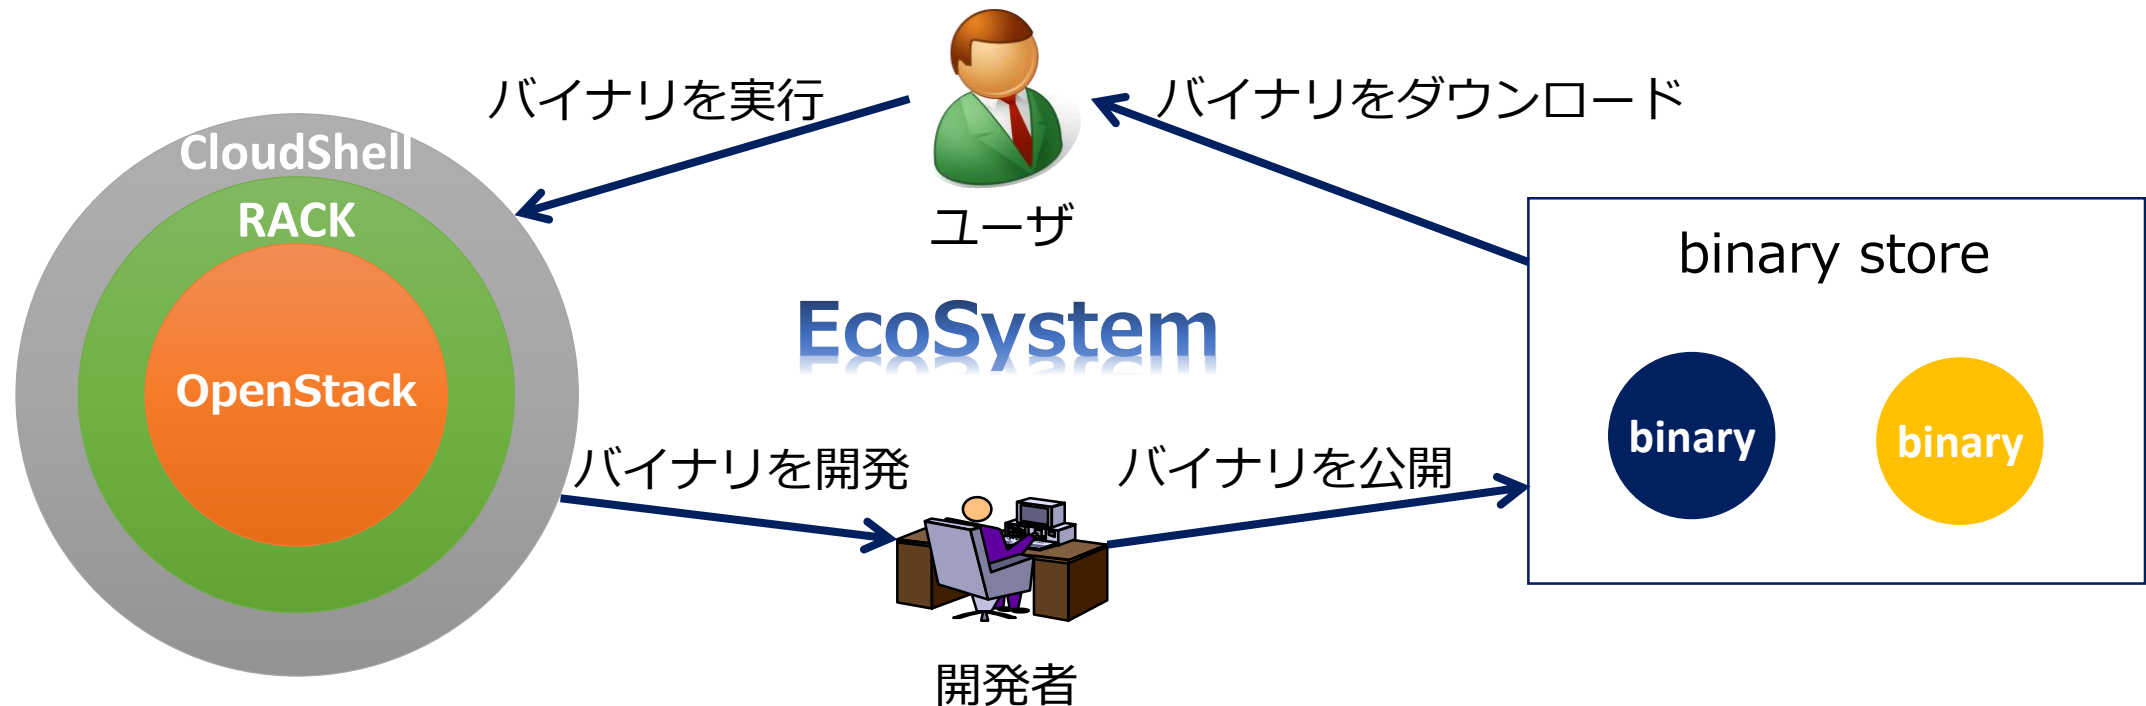 バイナリを実行
バイナリをダウンロード
CloudShell
RACK
ユーザ
binary store
EcoSystem
OpenStack
binary
binary
バイナリを開発
バイナリを公開
開発者